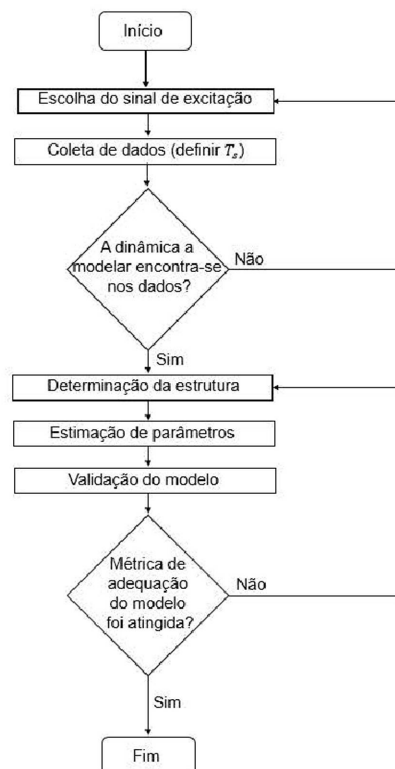 Início
Escolha do sinal de excitação
Coleta de dados (definir Tₛ)
A dinâmica a
modelar encontra-se
nos dados?
Não
Sim
Determinação da estrutura
Estimação de parâmetros
Validação do modelo
Métrica de
adequação
do modelo
foi atingida?
Não
Sim
Fim